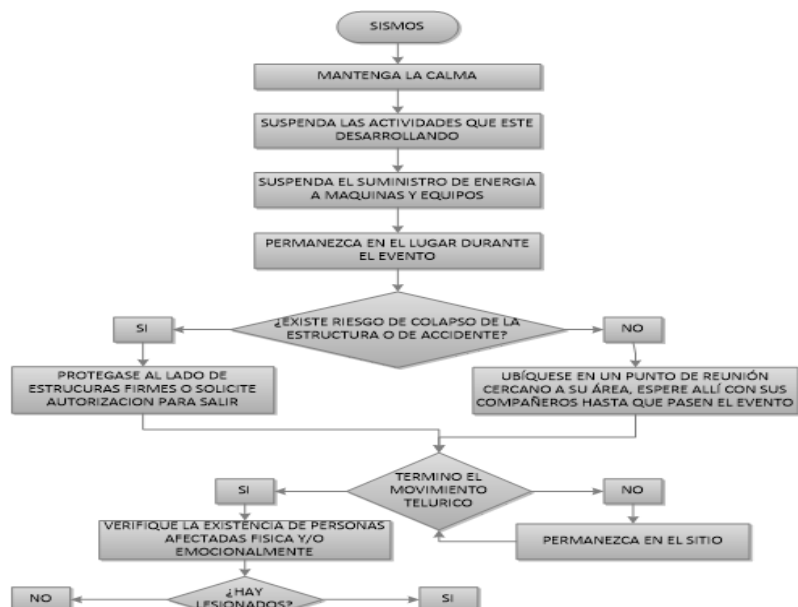 SISMOS
MANTENGA LA CALMA
SUSPENDA LAS ACTIVIDADES QUE ESTE
DESARROLLANDO
SUSPENDA EL SUMINISTRO DE ENERGIA
A MAQUINAS Y EQUIPOS
PERMANEZCA EN EL LUGAR DURANTE
EL EVENTO
¿EXISTE RIESGO DE COLAPSO DE LA
ESTRUCTURA O DE ACCIDENTE?
SI
NO
PROTEGASE AL LADO DE
ESTRUCURAS FIRMES O SOLICITE
AUTORIZACION PARA SALIR
UBÍQUESE EN UN PUNTO DE REUNIÓN
CERCANO A SU ÁREA, ESPERE ALLÍ CON SUS
COMPAÑEROS HASTA QUE PASEN EL EVENTO
TERMINO EL
MOVIMIENTO
TELURICO
SI
NO
VERIFIQUE LA EXISTENCIA DE PERSONAS
AFECTADAS FISICA Y/O
EMOCIONALMENTE
PERMANEZCA EN EL SITIO
¿HAY
LESIONADOS?
NO
SI